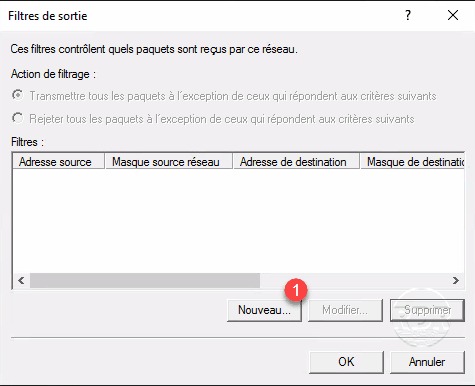 Filtres de sortie
Ces filtres contrôlent quels paquets sont reçus par ce réseau.
Action de filtrage :
Transmettre tous les paquets à l'exception de ceux qui répondent aux critères suivants
Rejeter tous les paquets à l'exception de ceux qui répondent aux critères suivants
Filtres :
Adresse source Masque source réseau Adresse de destination Masque de destinatio
1
Nouveau... Modifier... Supprimer
OK Annuler